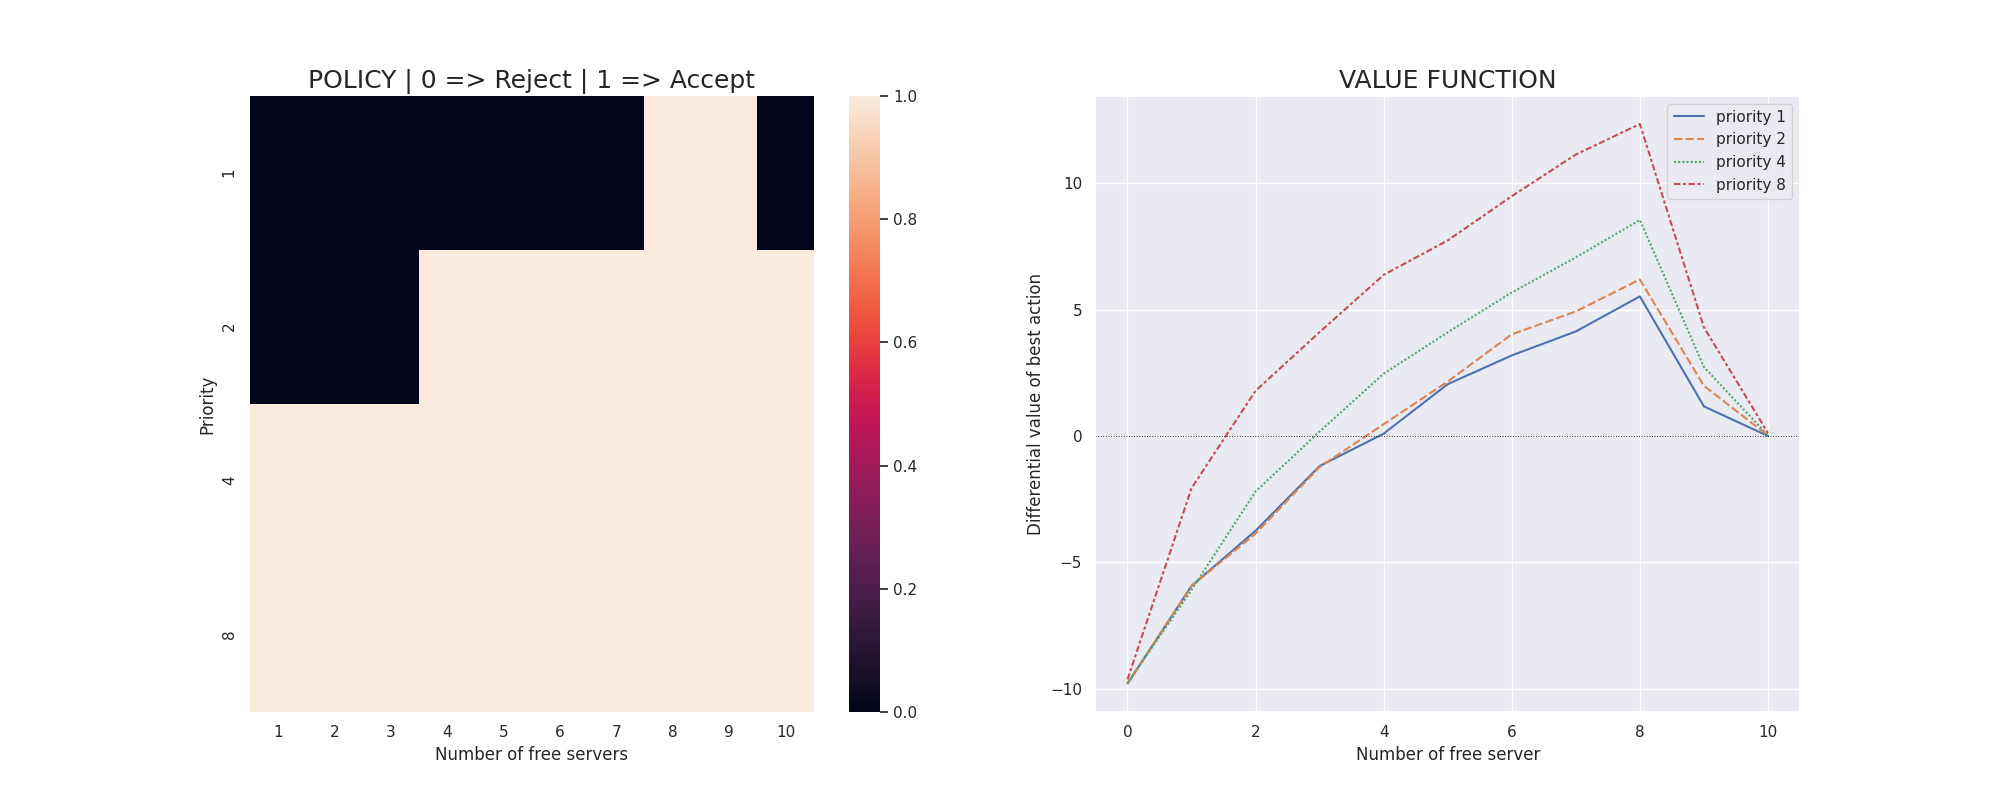 POLICY | 0 => Reject | 1 => Accept
1
2
4
8
Priority
1 2 3 4 5 6 7 8 9 10
Number of free servers
1.0
0.8
0.6
0.4
0.2
0.0
VALUE FUNCTION
priority 1
priority 2
priority 4
priority 8
10
5
0
−5
−10
Differential value of best action
0 2 4 6 8 10
Number of free server